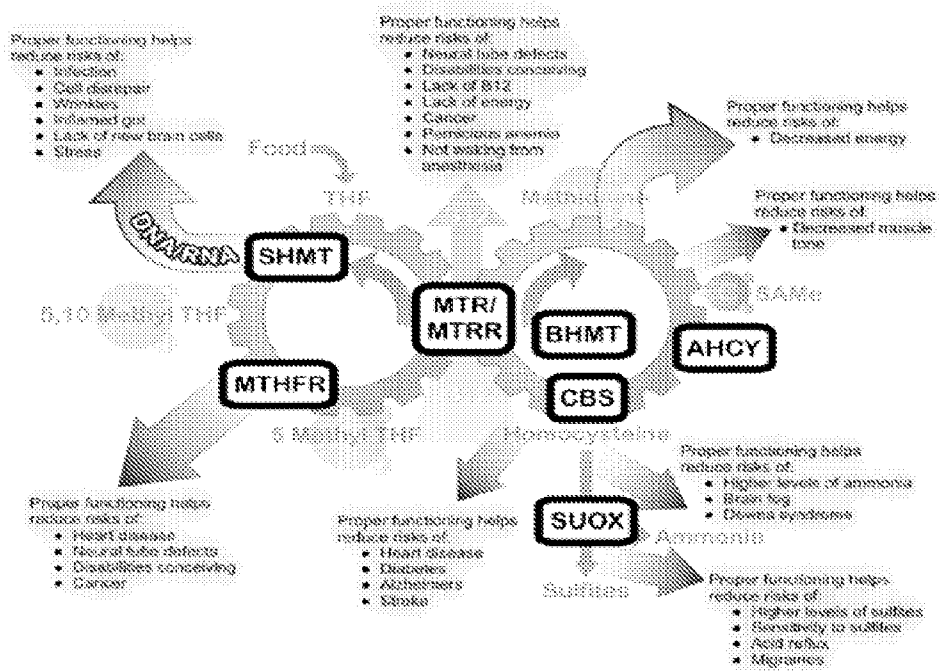 Proper functioning helps
reduce risks of:
• Infection
• Cell disrepair
• Wrinkles
• Inflamed gut
• Lack of new brain cells
• Stress
Proper functioning helps
reduce risks of:
• Neural tube defects
• Disabilities conceiving
• Lack of B12
• Lack of energy
• Cancer
• Pernicious anemia
• Not waking from
anesthesia
Proper functioning helps
reduce risks of:
• Decreased energy
Proper functioning helps
reduce risks of:
• Decreased muscle
tone
Food
THF
Methionine
DNA/RNA
SHMT
MTR/
MTRR
BHMT
AHCY
SAMe
5,10 Methyl THF
MTHFR
CBS
5 Methyl THF
Homocysteine
SUOX
Ammonia
Sulfites
Proper functioning helps
reduce risks of:
• Heart disease
• Neural tube defects
• Disabilities conceiving
• Cancer
Proper functioning helps
reduce risks of:
• Heart disease
• Diabetes
• Alzheimers
• Stroke
Proper functioning helps
reduce risks of:
• Higher levels of ammonia
• Brain fog
• Downs syndrome
Proper functioning helps
reduce risks of:
• Higher levels of sulfites
• Sensitivity to sulfites
• Acid reflux
• Migraines